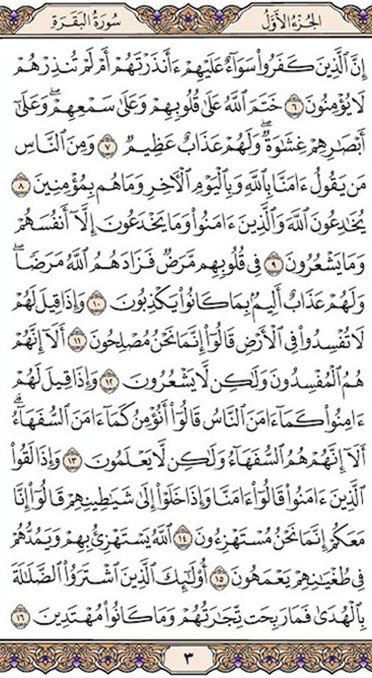 الجزء الأول سورة البقرة
إِنَّ ٱلَّذِينَ كَفَرُوا۟ سَوَآءٌ عَلَيْهِمْ ءَأَنذَرْتَهُمْ أَمْ لَمْ تُنذِرْهُمْ
لَا يُؤْمِنُونَ ٦ خَتَمَ ٱللَّهُ عَلَىٰ قُلُوبِهِمْ وَعَلَىٰ سَمْعِهِمْ ۖ وَعَلَىٰٓ
أَبْصَٰرِهِمْ غِشَٰوَةٌ ۖ وَلَهُمْ عَذَابٌ عَظِيمٌ ٧ وَمِنَ ٱلنَّاسِ
مَن يَقُولُ ءَامَنَّا بِٱللَّهِ وَبِٱلْيَوْمِ ٱلْءَاخِرِ وَمَا هُم بِمُؤْمِنِينَ ٨
يُخَٰدِعُونَ ٱللَّهَ وَٱلَّذِينَ ءَامَنُوا۟ وَمَا يَخْدَعُونَ إِلَّآ أَنفُسَهُمْ
وَمَا يَشْعُرُونَ ٩ فِى قُلُوبِهِم مَّرَضٌ فَزَادَهُمُ ٱللَّهُ مَرَضًا ۖ
وَلَهُمْ عَذَابٌ أَلِيمٌۢ بِمَا كَانُوا۟ يَكْذِبُونَ ١٠ وَإِذَا قِيلَ لَهُمْ
لَا تُفْسِدُوا۟ فِى ٱلْأَرْضِ قَالُوٓا۟ إِنَّمَا نَحْنُ مُصْلِحُونَ ١١ أَلَآ إِنَّهُمْ
هُمُ ٱلْمُفْسِدُونَ وَلَٰكِن لَّا يَشْعُرُونَ ١٢ وَإِذَا قِيلَ لَهُمْ
ءَامِنُوا۟ كَمَآ ءَامَنَ ٱلنَّاسُ قَالُوٓا۟ أَنُؤْمِنُ كَمَآ ءَامَنَ ٱلسُّفَهَآءُ ۗ
أَلَآ إِنَّهُمْ هُمُ ٱلسُّفَهَآءُ وَلَٰكِن لَّا يَعْلَمُونَ ١٣ وَإِذَا لَقُوا۟
ٱلَّذِينَ ءَامَنُوا۟ قَالُوٓا۟ ءَامَنَّا وَإِذَا خَلَوْا۟ إِلَىٰ شَيَٰطِينِهِمْ قَالُوٓا۟ إِنَّا
مَعَكُمْ إِنَّمَا نَحْنُ مُسْتَهْزِءُونَ ١٤ ٱللَّهُ يَسْتَهْزِئُ بِهِمْ وَيَمُدُّهُمْ
فِى طُغْيَٰنِهِمْ يَعْمَهُونَ ١٥ أُو۟لَٰٓئِكَ ٱلَّذِينَ ٱشْتَرَوُا۟ ٱلضَّلَٰلَةَ
بِٱلْهُدَىٰ فَمَا رَبِحَت تِّجَٰرَتُهُمْ وَمَا كَانُوا۟ مُهْتَدِينَ ١٦
٣